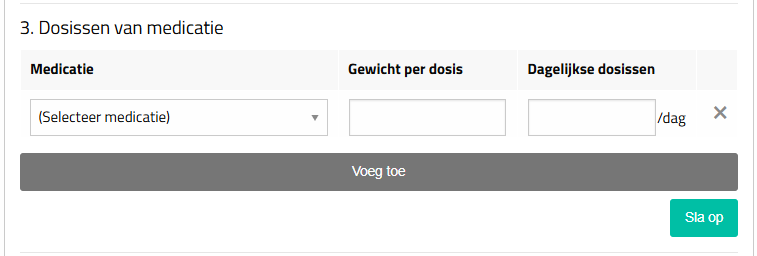 3. Dosissen van medicatie
Medicatie Gewicht per dosis Dagelijkse dosissen
(Selecteer medicatie) /dag
Voeg toe
Sla op